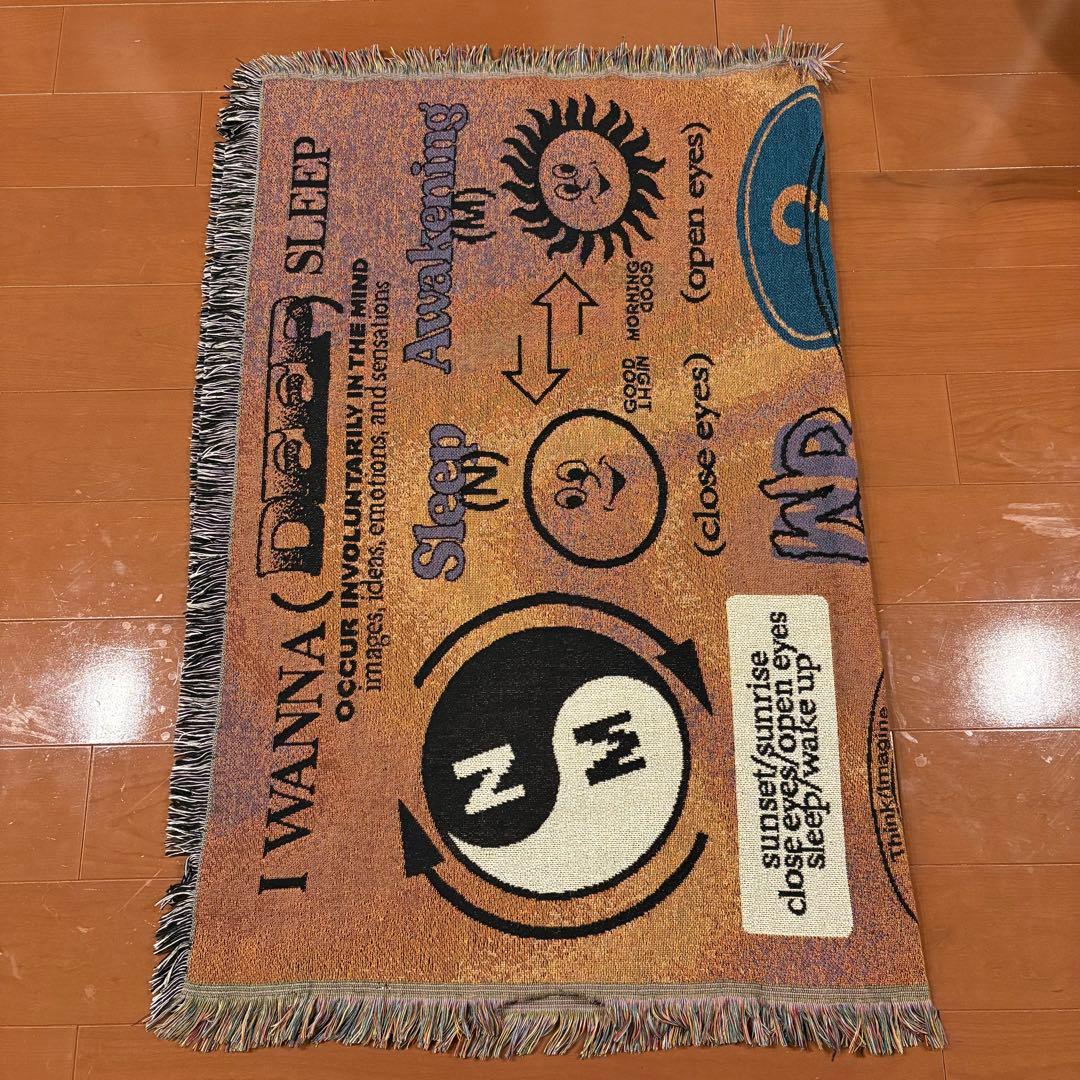 I WANNA (Deep) SLEEP
OCCUR INVOLUNTARILY IN THE MIND
images, ideas, emotions, and sensations
Sleep
(N)
Awakening
(M)
GOOD
NIGHT
MORNING
GOOD
(close eyes)
(open eyes)
N
M
sunset/sunrise
close eyes/open eyes
sleep/wake up
?
Think/Imagine